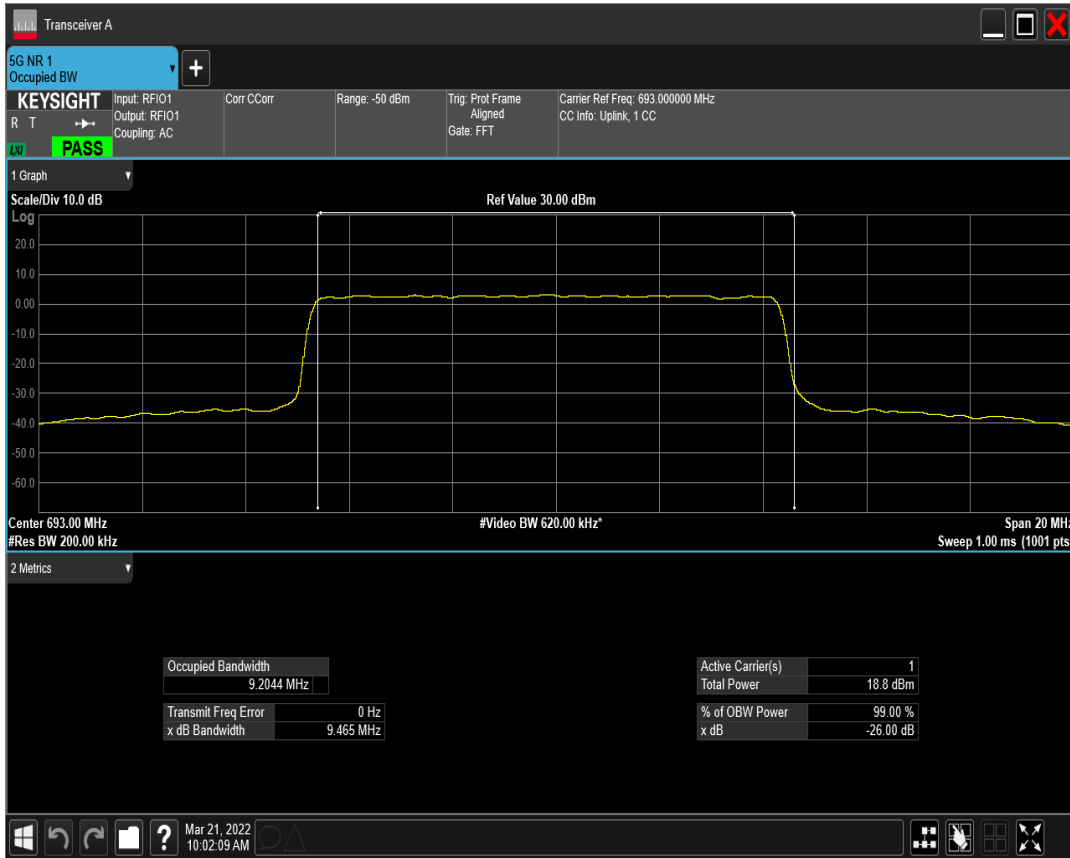 Transceiver A
5G NR 1
Occupied BW
KEYSIGHT
R T
LXI
PASS
Input: RFIO1
Output: RFIO1
Coupling: AC
Corr CCorr
Range: -50 dBm
Trig: Prot Frame
Aligned
Gate: FFT
Carrier Ref Freq: 693.000000 MHz
CC Info: Uplink, 1 CC
1 Graph
Scale/Div 10.0 dB
Ref Value 30.00 dBm
Log
20.0
10.0
0.00
-10.0
-20.0
-30.0
-40.0
-50.0
-60.0
Center 693.00 MHz
#Video BW 620.00 kHz*
Span 20 MHz
#Res BW 200.00 kHz
Sweep 1.00 ms (1001 pts
2 Metrics
Occupied Bandwidth
9.2044 MHz
Transmit Freq Error 0 Hz
x dB Bandwidth 9.465 MHz
Active Carrier(s) 1
Total Power 18.8 dBm
% of OBW Power 99.00 %
x dB -26.00 dB
?
Mar 21, 2022
10:02:09 AM